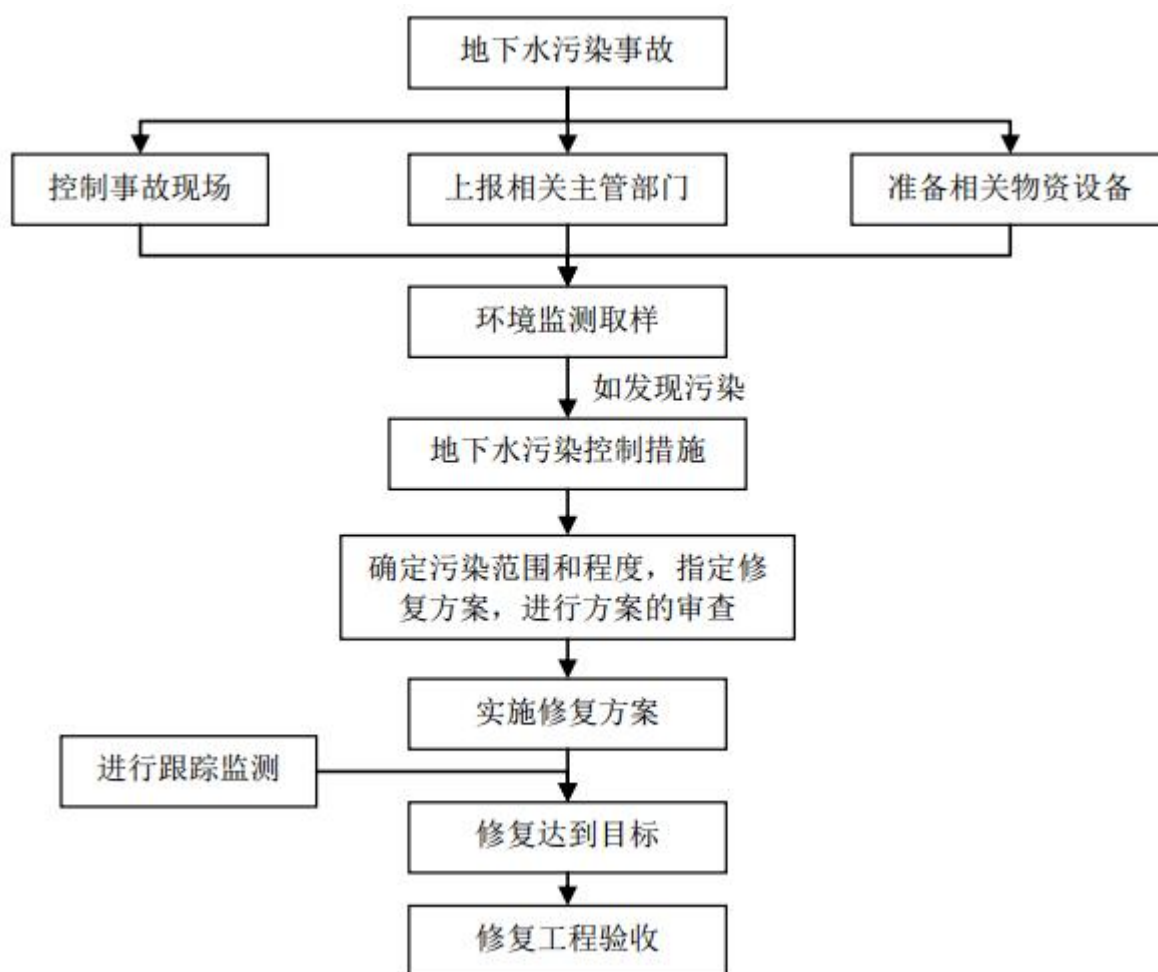 地下水污染事故
控制事故现场
上报相关主管部门
准备相关物资设备
环境监测取样
如发现污染
地下水污染控制措施
确定污染范围和程度，指定修
复方案，进行方案的审查
实施修复方案
进行跟踪监测
修复达到目标
修复工程验收